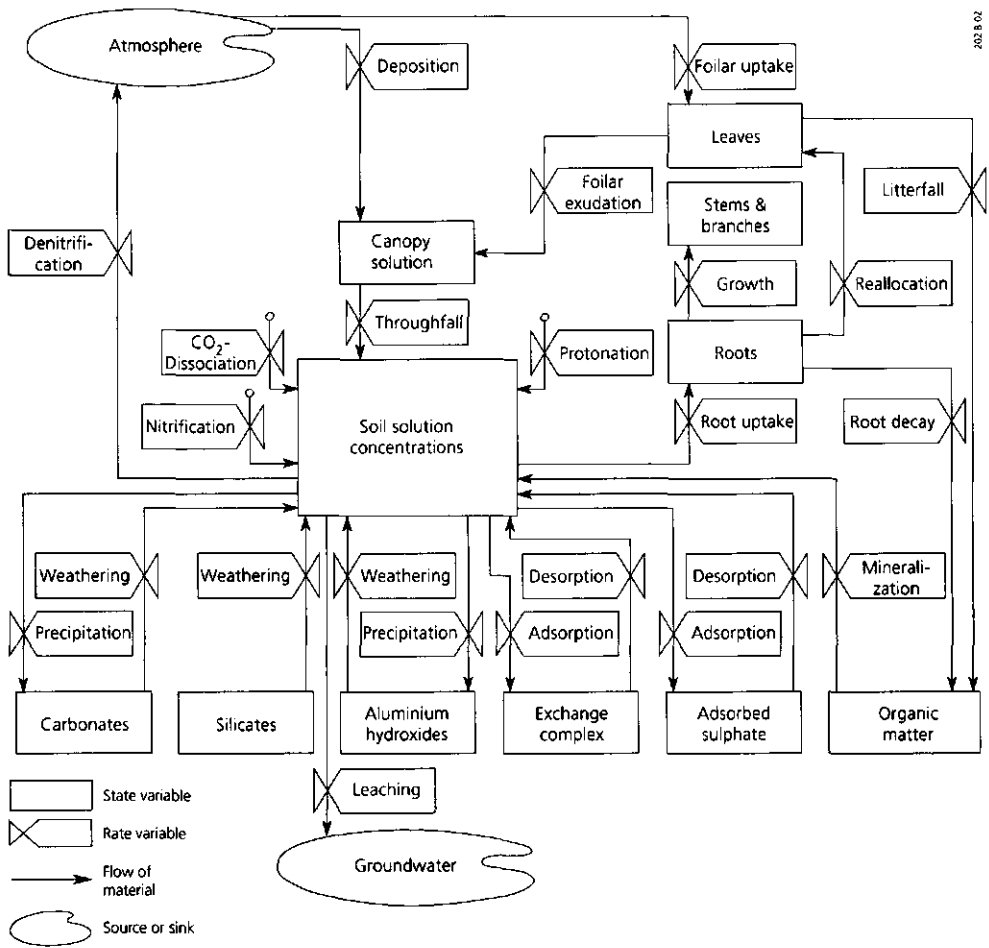 202 B 02
Atmosphere
Deposition
Foilar uptake
Leaves
Foilar
exudation
Litterfall
Stems &
branches
Denitrifi-
cation
Canopy
solution
Growth
Reallocation
Throughfall
CO2-
Dissociation
Protonation
Roots
Nitrification
Soil solution
concentrations
Root uptake
Root decay
Weathering
Weathering
Weathering
Desorption
Desorption
Minerali-
zation
Precipitation
Precipitation
Adsorption
Adsorption
Carbonates
Silicates
Aluminium
hydroxides
Exchange
complex
Adsorbed
sulphate
Organic
matter
State variable
Leaching
Rate variable
Flow of
material
Groundwater
Source or sink